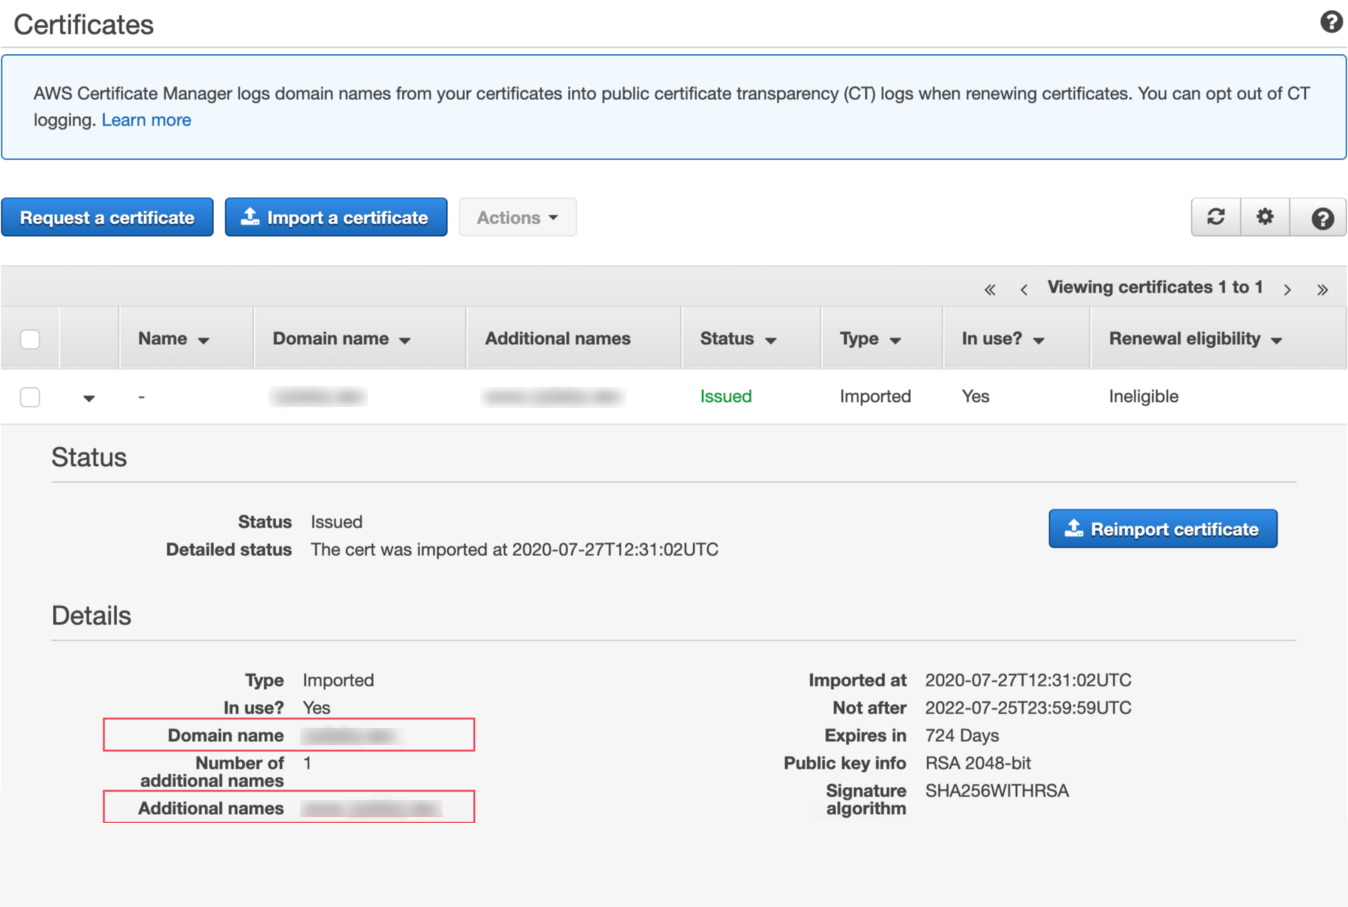 Certificates
AWS Certificate Manager logs domain names from your certificates into public certificate transparency (CT) logs when renewing certificates. You can opt out of CT
logging. Learn more
Request a certificate Import a certificate Actions
« ‹ Viewing certificates 1 to 1 › »
Name Domain name Additional names Status Type In use? Renewal eligibility
- Issued Imported Yes Ineligible
Status
Status Issued
Detailed status The cert was imported at 2020-07-27T12:31:02UTC
Reimport certificate
Details
Type Imported
In use? Yes
Domain name
Number of 1
additional names
Additional names
Imported at 2020-07-27T12:31:02UTC
Not after 2022-07-25T23:59:59UTC
Expires in 724 Days
Public key info RSA 2048-bit
Signature SHA256WITHRSA
algorithm